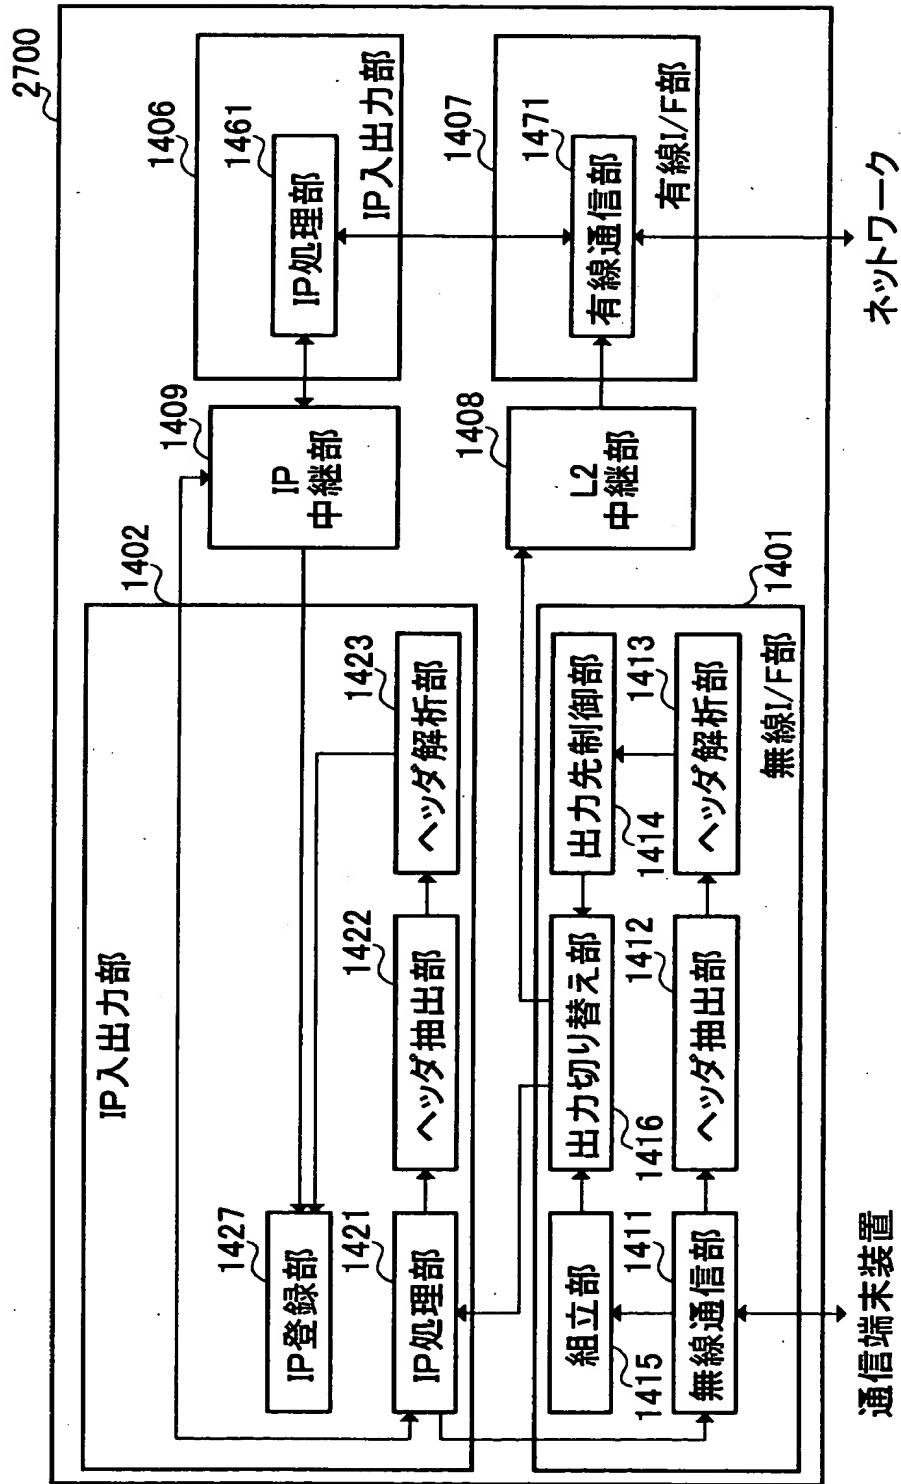 2700
1402
IP入出力部
1427
IP登録部
1421
IP処理部
1422
ヘッダ抽出部
1423
ヘッダ解析部
1409
IP
中継部
1406
1461
IP処理部
IP入出力部
1401
1415
組立部
1416
出力切り替え部
1414
出力先制御部
1411
無線通信部
1412
ヘッダ抽出部
1413
ヘッダ解析部
無線I/F部
1408
L2
中継部
1407
1471
有線通信部
有線I/F部
通信端末装置
ネットワーク